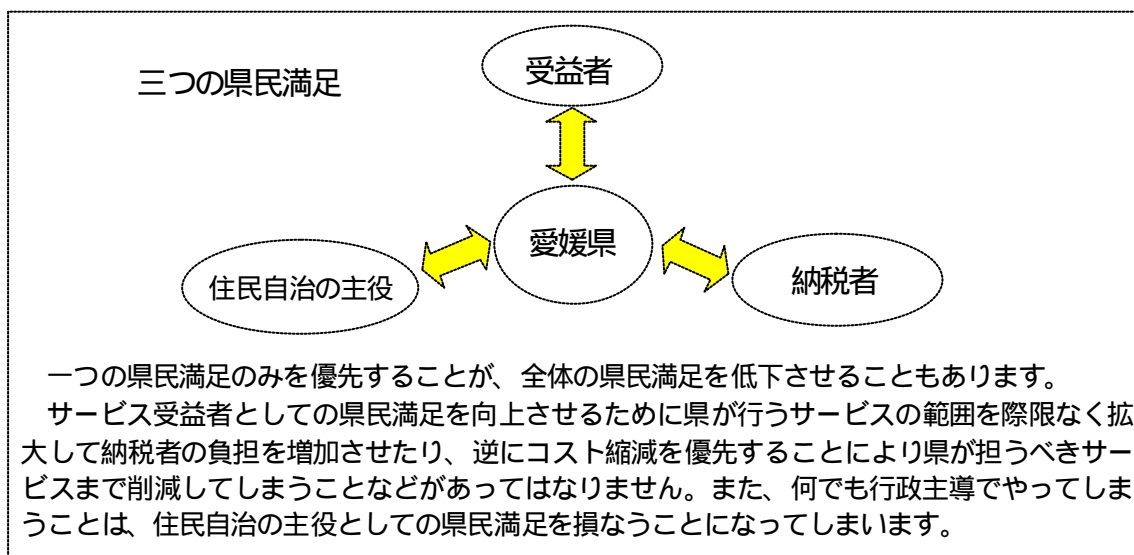 三つの県民満足
受益者
愛媛県
住民自治の主役
納税者
一つの県民満足のみを優先することが、全体の県民満足を低下させることもあります。
サービス受益者としての県民満足を向上させるために県が行うサービスの範囲を際限なく拡
大して納税者の負担を増加させたり、逆にコスト縮減を優先することにより県が担うべきサー
ビスまで削減してしまうことなどがあってはなりません。また、何でも行政主導でやってしま
うことは、住民自治の主役としての県民満足を損なうことになってしまいます。